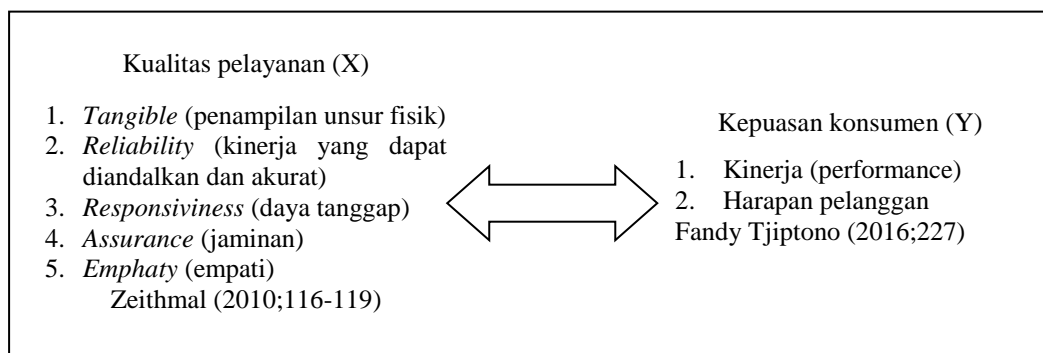 Kualitas pelayanan (X)
1. Tangible (penampilan unsur fisik)
2. Reliability (kinerja yang dapat
diandalkan dan akurat)
3. Responsiviness (daya tanggap)
4. Assurance (jaminan)
5. Emphaty (empati)
Zeithmal (2010;116-119)
Kepuasan konsumen (Y)
1. Kinerja (performance)
2. Harapan pelanggan
Fandy Tjiptono (2016;227)